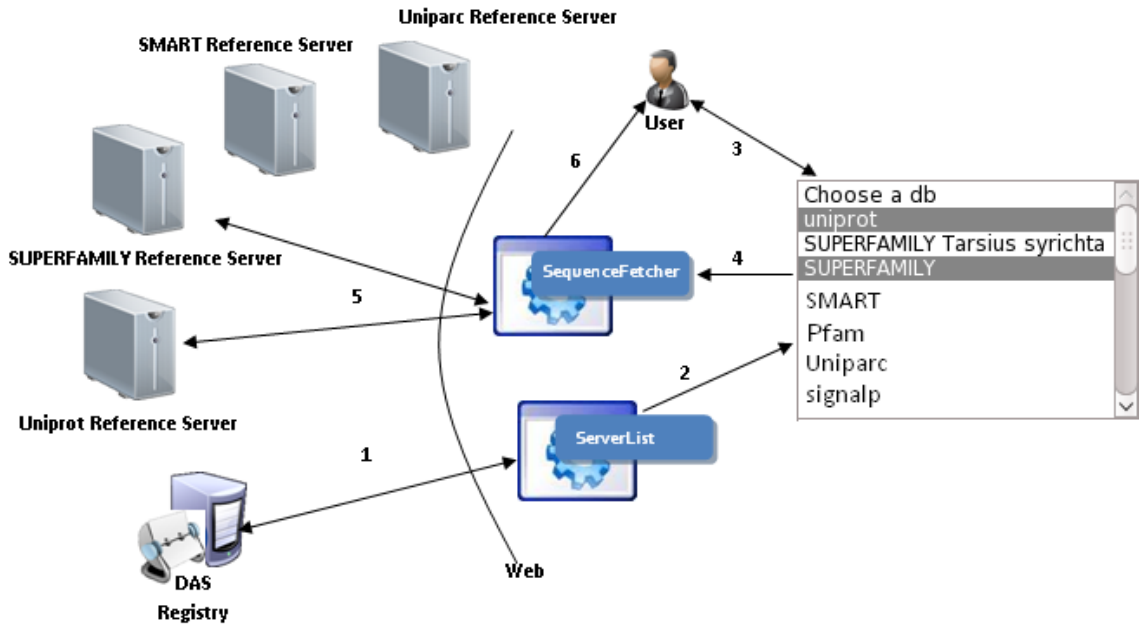 Uniparc Reference Server
SMART Reference Server
User
6
3
Choose a db
uniprot
SUPERFAMILY Tarsius syrichta
SUPERFAMILY
SMART
Pfam
Uniparc
signalp
SUPERFAMILY Reference Server
SequenceFetcher
4
5
2
Uniprot Reference Server
ServerList
1
Web
DAS
Registry